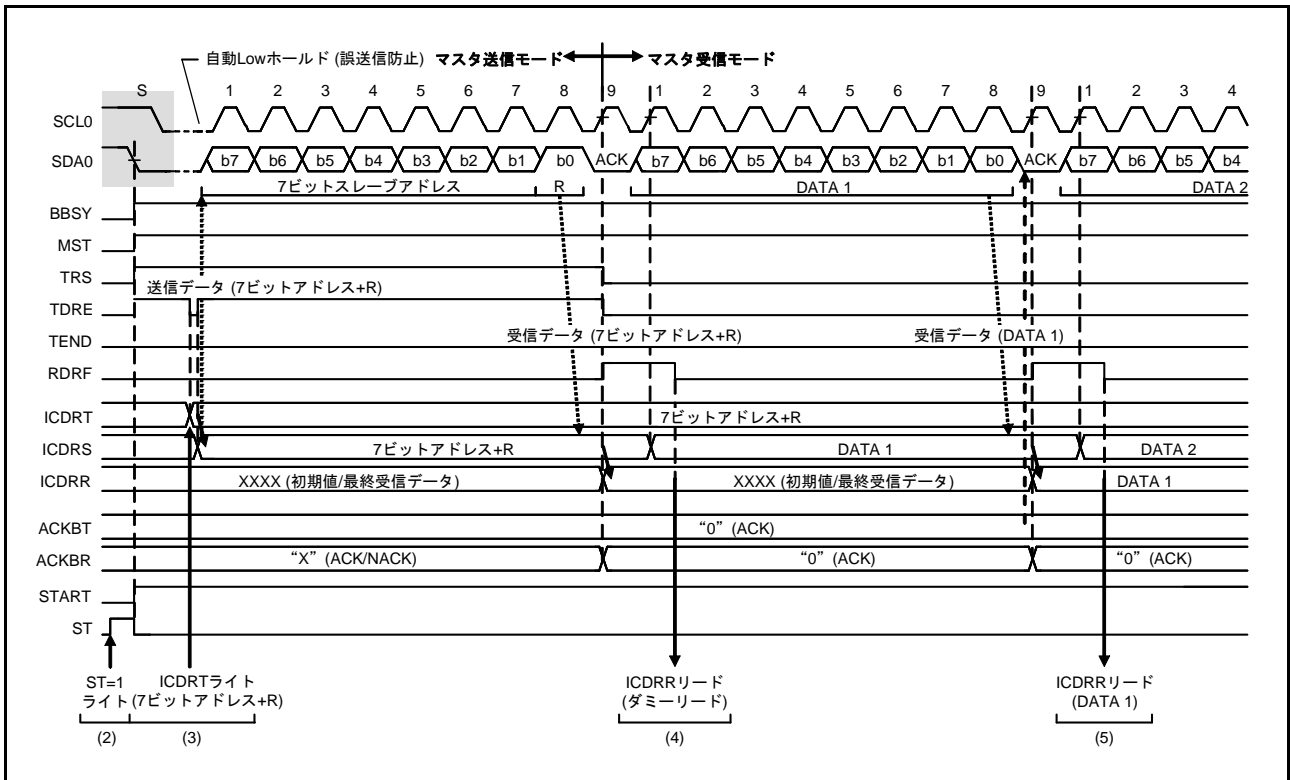 自動Lowホールド (誤送信防止) マスタ送信モード マスタ受信モード
S 1 2 3 4 5 6 7 8 9 1 2 3 4 5 6 7 8 9 1 2 3 4
SCL0
SDA0 b7 b6 b5 b4 b3 b2 b1 b0 ACK b7 b6 b5 b4 b3 b2 b1 b0 ACK b7 b6 b5 b4
7ビットスレーブアドレス R DATA 1 DATA 2
BBSY
MST
TRS
送信データ (7ビットアドレス+R)
TDRE
受信データ (7ビットアドレス+R) 受信データ (DATA 1)
TEND
RDRF
ICDRT 7ビットアドレス+R
ICDRS 7ビットアドレス+R DATA 1 DATA 2
ICDRR XXXX (初期値/最終受信データ) XXXX (初期値/最終受信データ) DATA 1
ACKBT “0” (ACK)
ACKBR “X” (ACK/NACK) “0” (ACK) “0” (ACK)
START
ST
ST=1 ICDRTライト ICDRRリード ICDRRリード
ライト (7ビットアドレス+R) (ダミーリード) (DATA 1)
(2) (3) (4) (5)